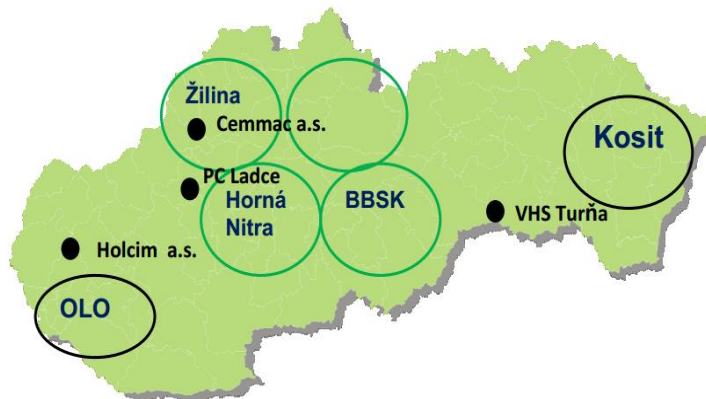 Žilina
Cemmac a.s.
Kosit
PC Ladce
Horná
Nitra
BBSK
VHS Turňa
Holcim a.s.
OLO